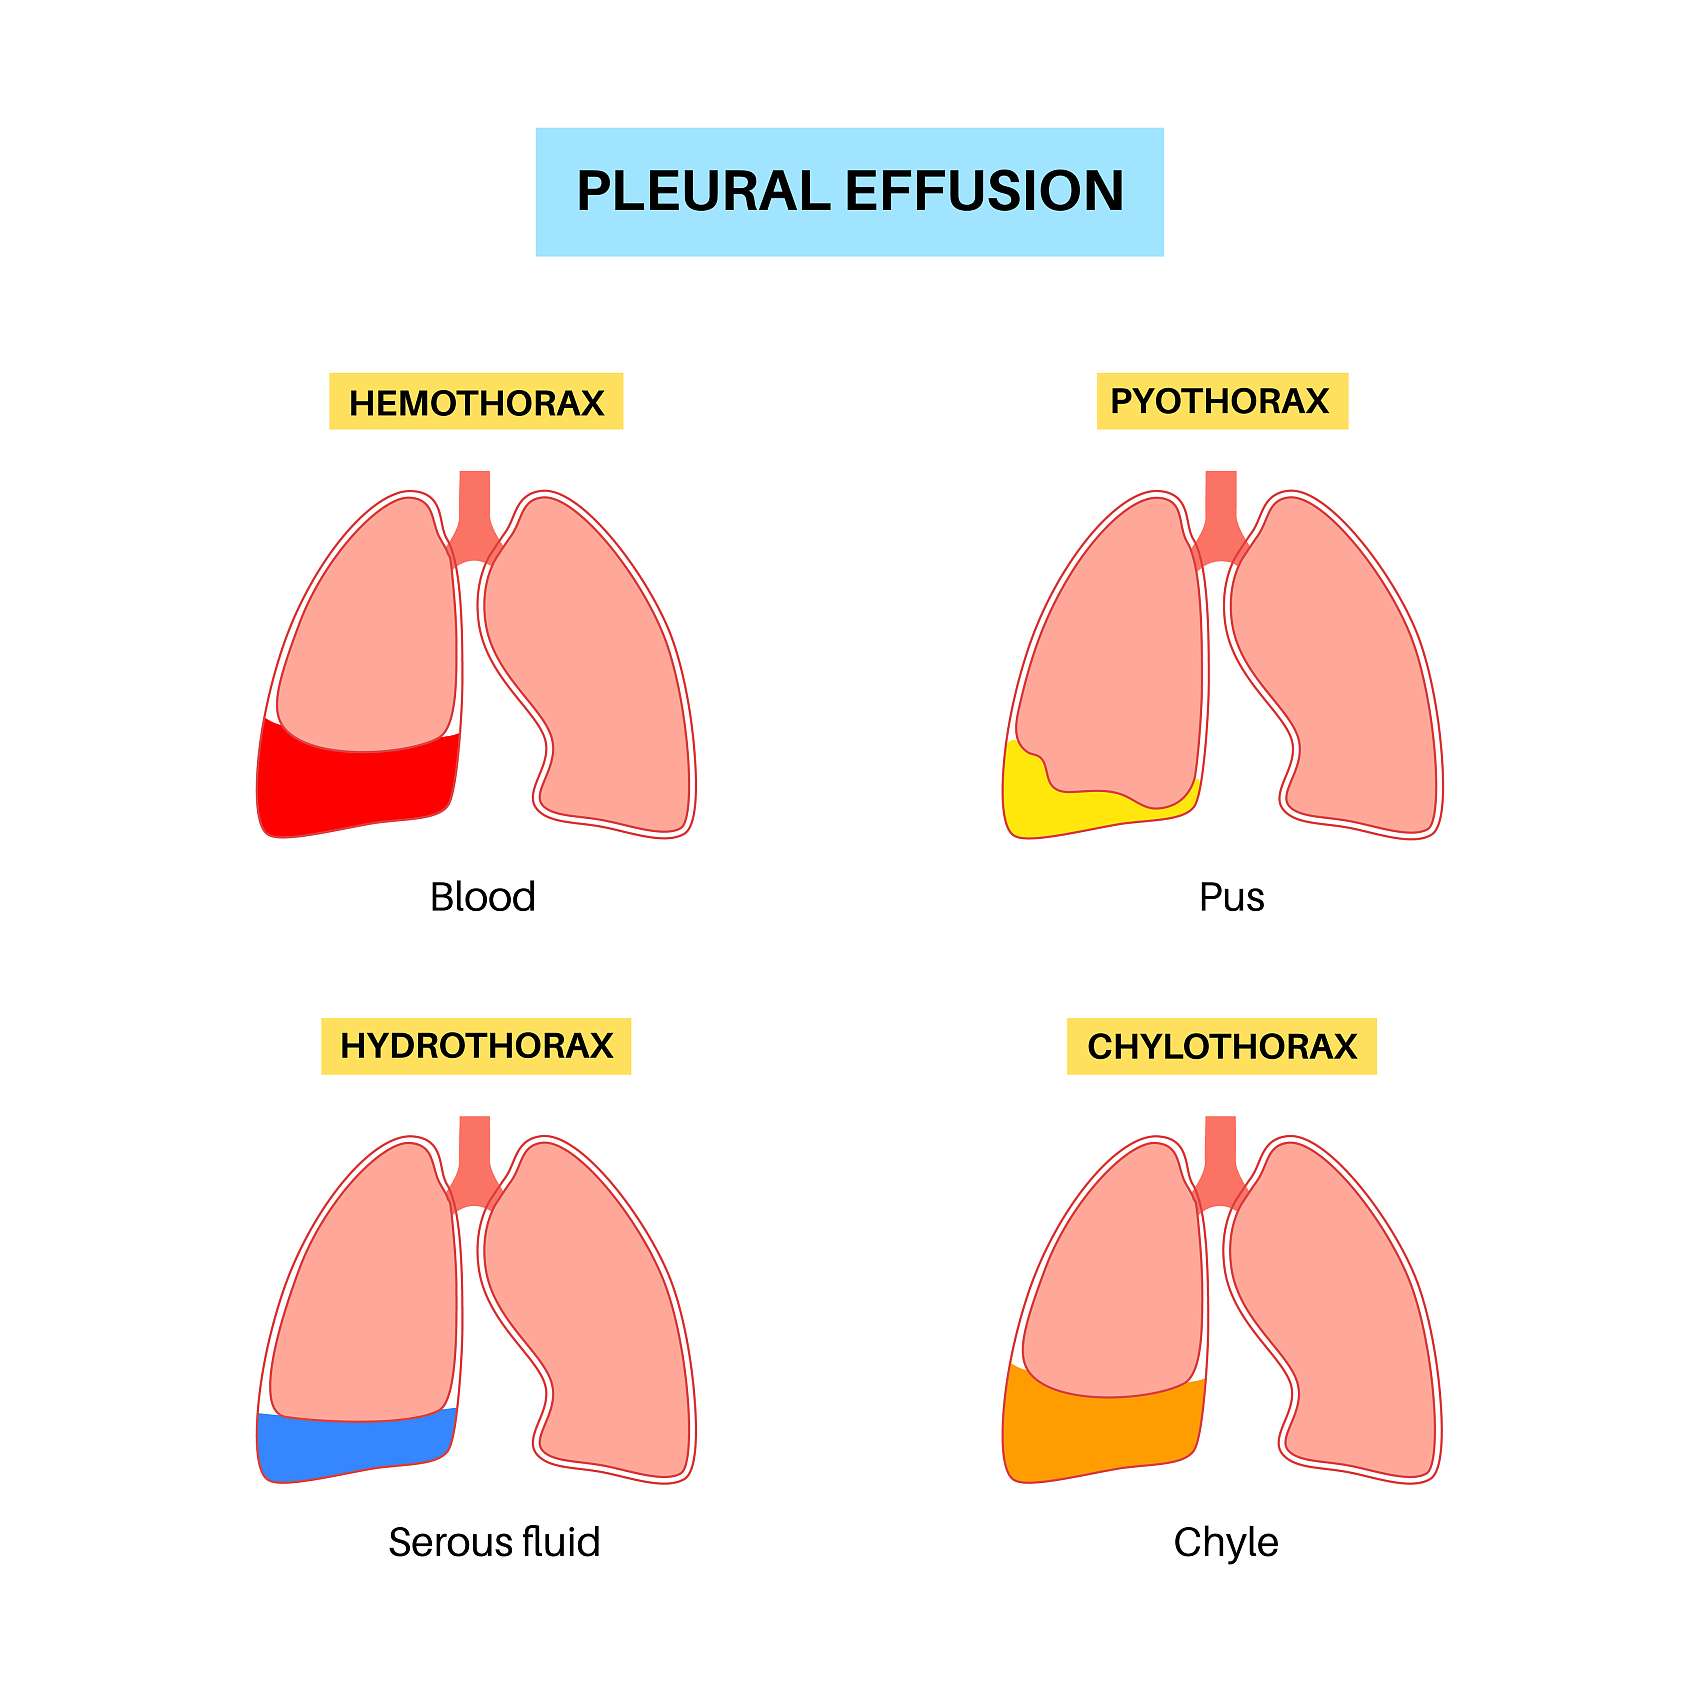 PLEURAL EFFUSION
HEMOTHORAX
PYOTHORAX
Blood
Pus
HYDROTHORAX
CHYLOTHORAX
Serous fluid
Chyle